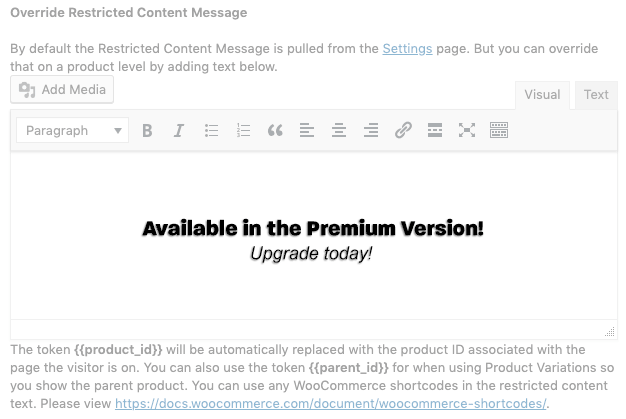 Override Restricted Content Message
By default the Restricted Content Message is pulled from the Settings page. But you can override
that on a product level by adding text below.
Add Media
Visual Text
Paragraph
Available in the Premium Version!
Upgrade today!
The token {{product_id}} will be automatically replaced with the product ID associated with the
page the visitor is on. You can also use the token {{parent_id}} for when using Product Variations so
you show the parent product. You can use any WooCommerce shortcodes in the restricted content
text. Please view https://docs.woocommerce.com/document/woocommerce-shortcodes/.